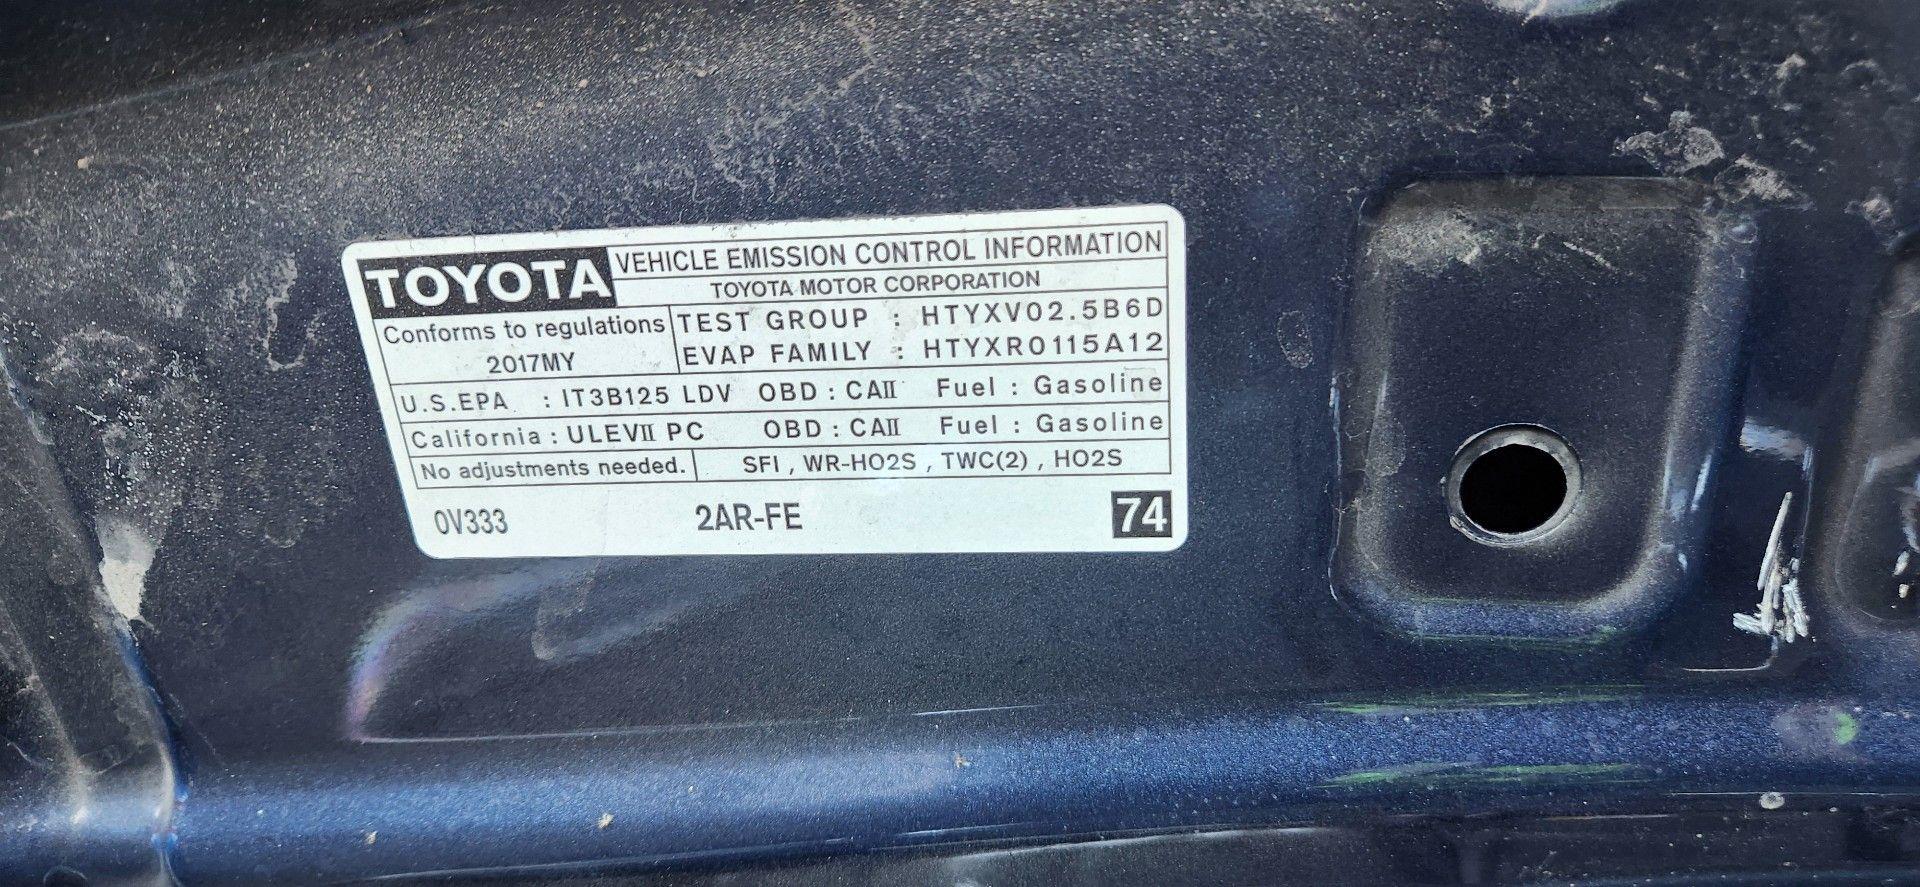 TOYOTA VEHICLE EMISSION CONTROL INFORMATION
TOYOTA MOTOR CORPORATION
Conforms to regulations
2017MY
TEST GROUP : HTYXV02.5B6D
EVAP FAMILY : HTYXR0115A12
U.S.EPA : IT3B125 LDV OBD : CAII Fuel : Gasoline
California : ULEVII PC OBD : CAII Fuel : Gasoline
No adjustments needed. SFI , WR-HO2S , TWC(2) , HO2S
0V333 2AR-FE 74